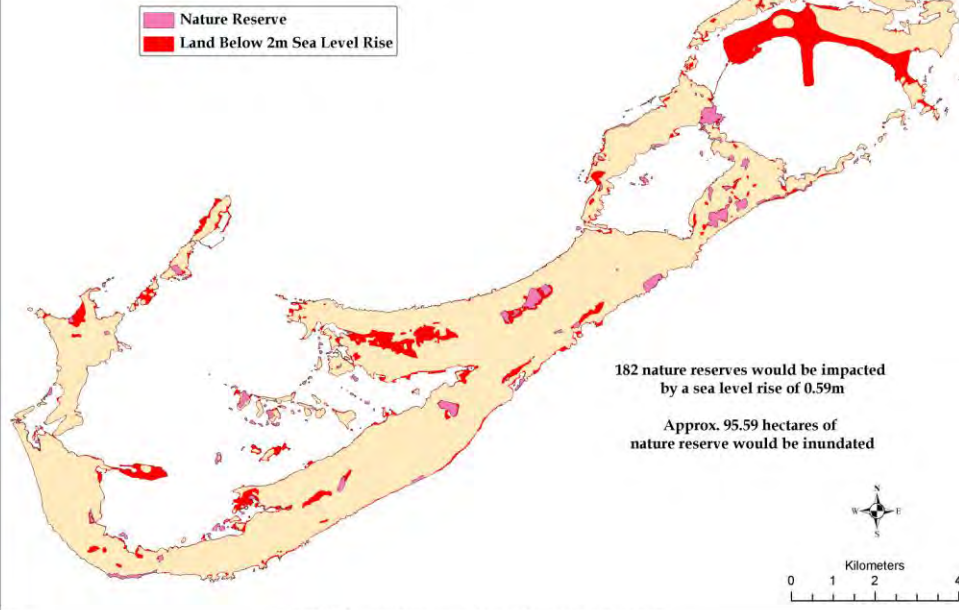 Nature Reserve
Land Below 2m Sea Level Rise
182 nature reserves would be impacted
by a sea level rise of 0.59m
Approx. 95.59 hectares of
nature reserve would be inundated
N
W E
S
Kilometers
0 1 2 4